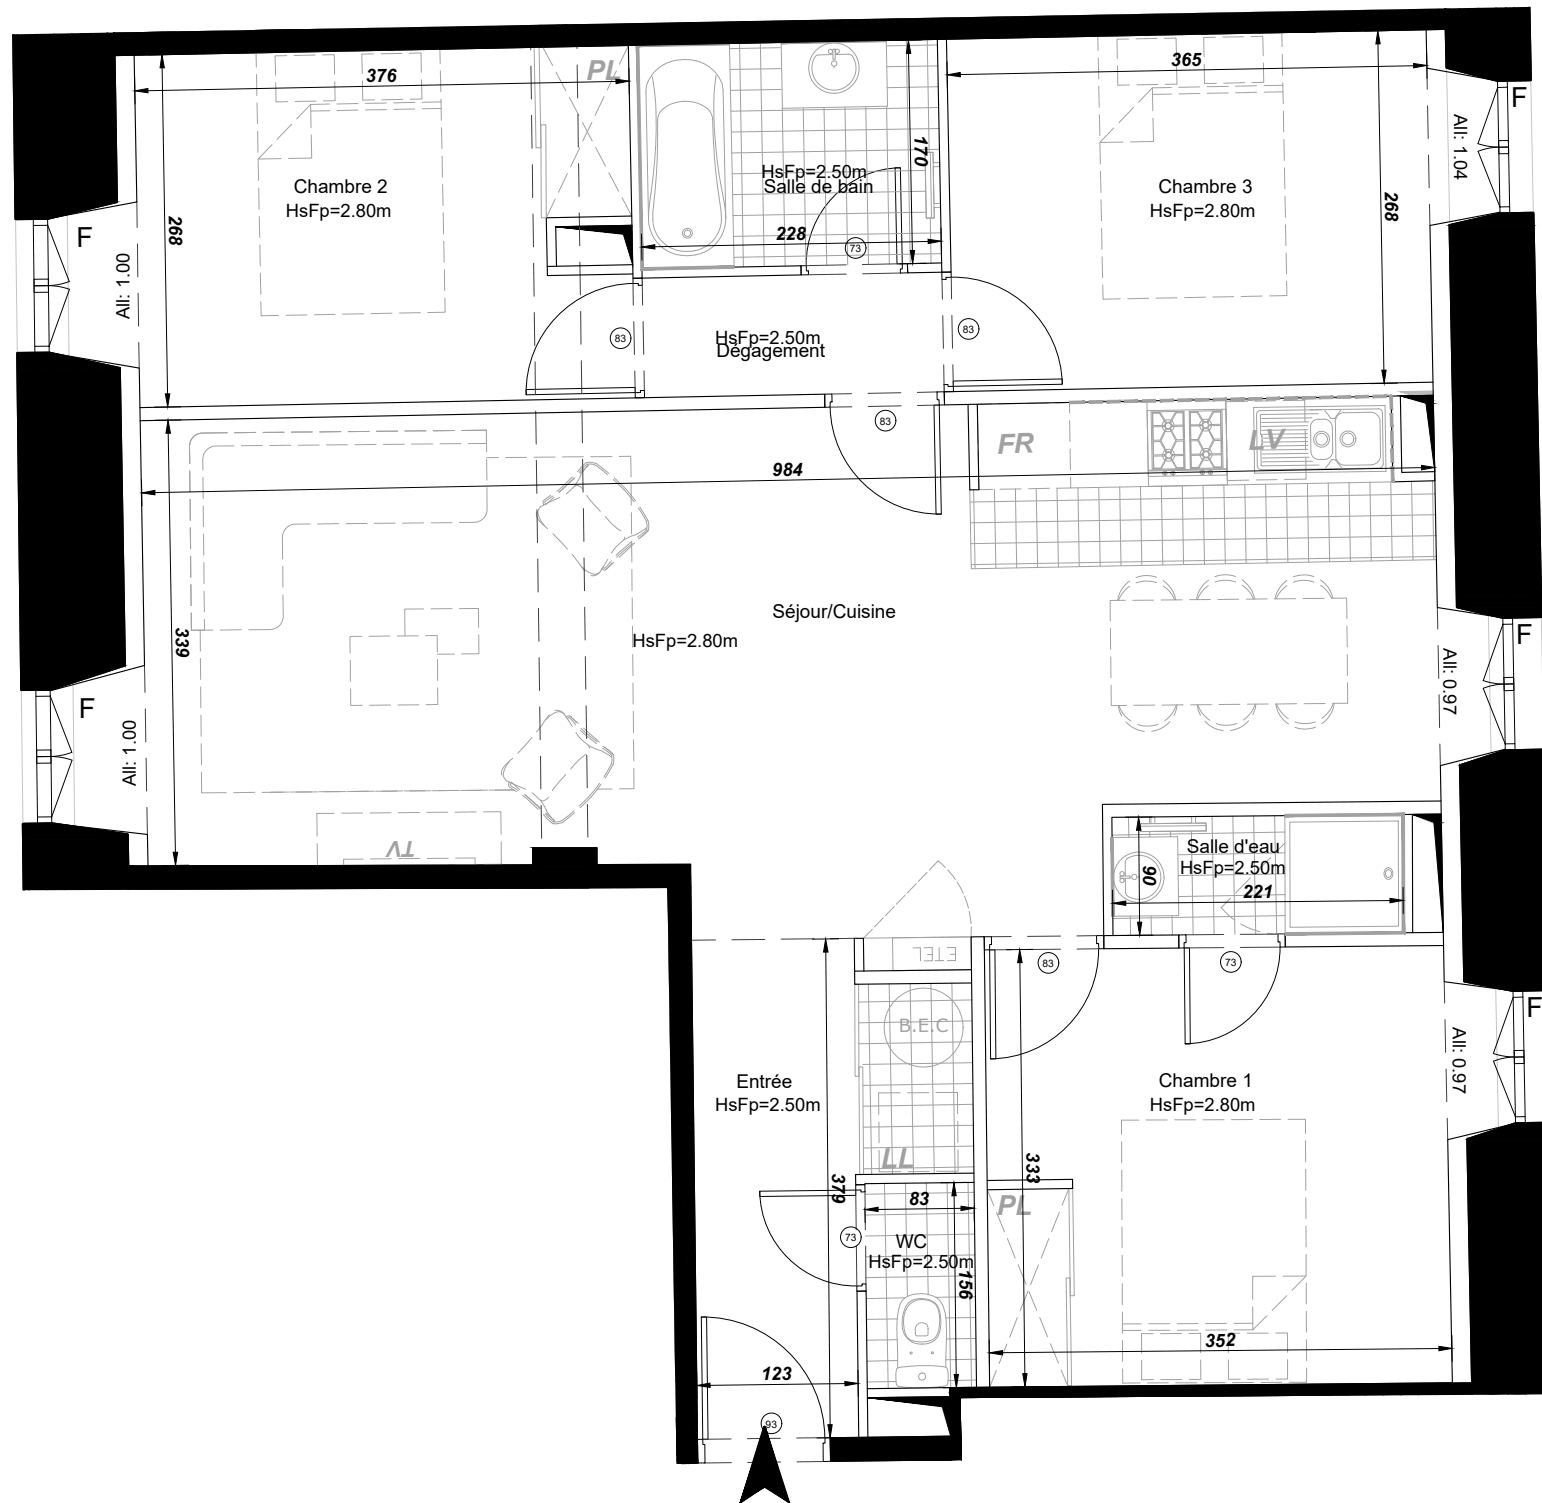 376
PL
365
F
All: 1.04
170
HsFp=2.50m
Salle de bain
Chambre 2
HsFp=2.80m
Chambre 3
HsFp=2.80m
268
228
73
268
F
All: 1.00
83
HsFp=2.50m
Dégagement
83
83
FR
LV
984
Séjour/Cuisine
HsFp=2.80m
339
F
All: 0.97
F
All: 1.00
TV
Salle d'eau
HsFp=2.50m
90
221
ETEL
83
73
B.E.C
F
All: 0.97
Entrée
HsFp=2.50m
Chambre 1
HsFp=2.80m
LL
333
379
83
PL
73
WC
HsFp=2.50m
156
352
123
93